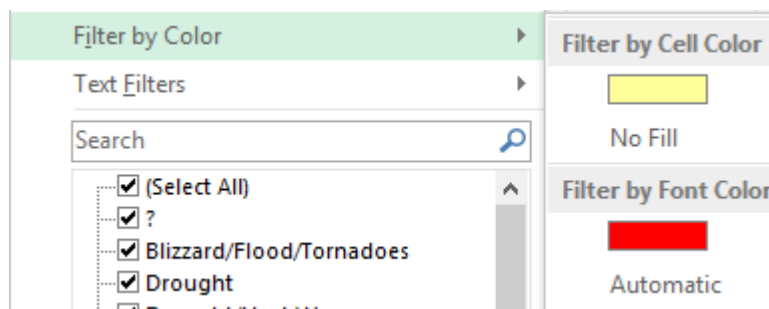 Filter by Color
Text Filters
Search
(Select All)
?
Blizzard/Flood/Tornadoes
Drought
Filter by Cell Color
No Fill
Filter by Font Color
Automatic